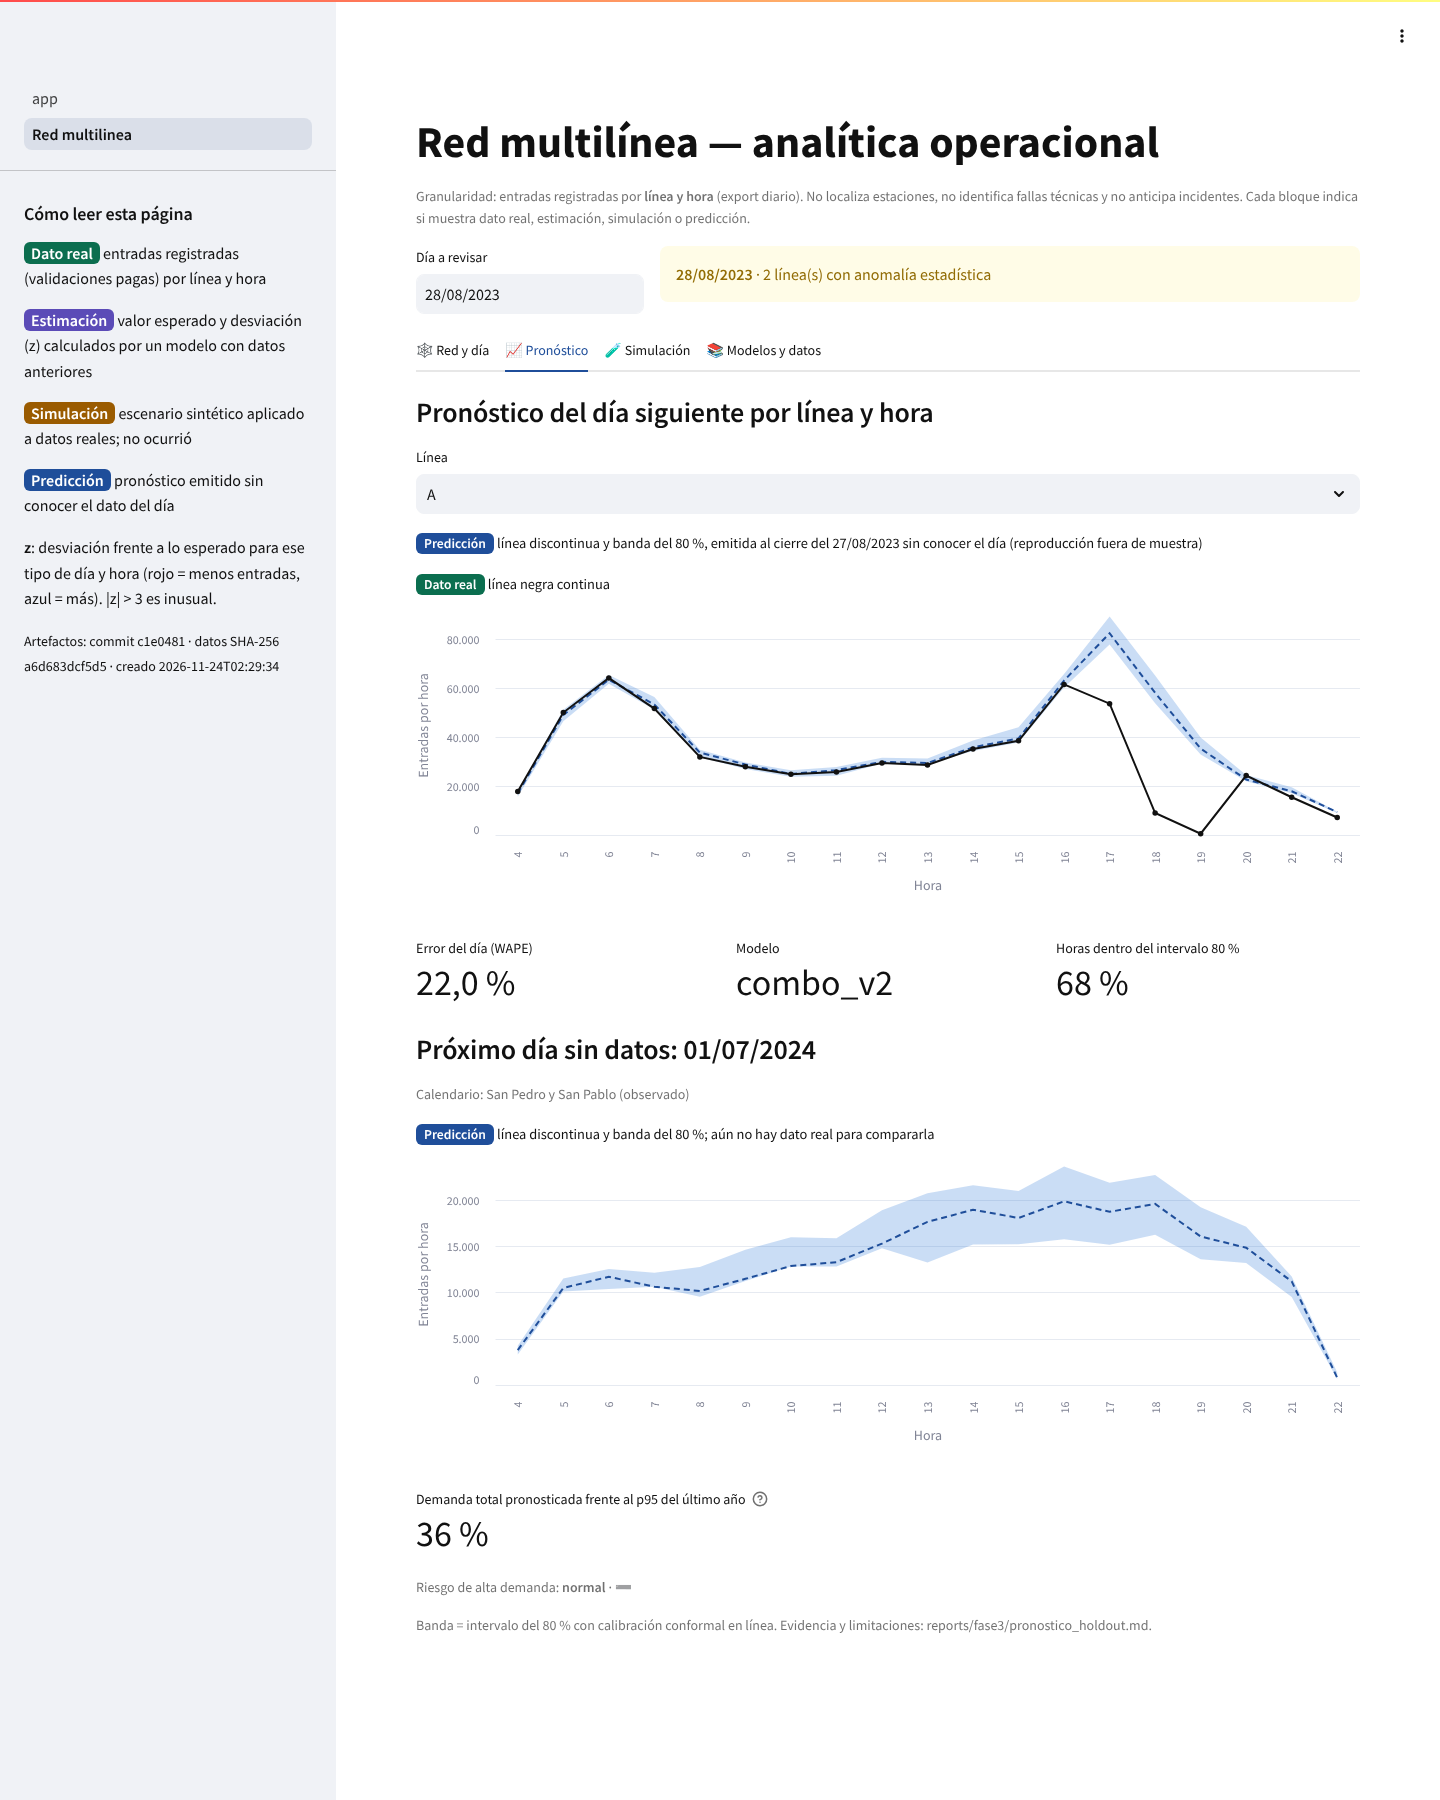 app
Red multilinea
Cómo leer esta página
Dato real entradas registradas
(validaciones pagas) por línea y hora
Estimación valor esperado y desviación
(z) calculados por un modelo con datos
anteriores
Simulación escenario sintético aplicado
a datos reales; no ocurrió
Predicción pronóstico emitido sin
conocer el dato del día
z: desviación frente a lo esperado para ese
tipo de día y hora (rojo = menos entradas,
azul = más). |z| > 3 es inusual.
Artefactos: commit c1e0481 · datos SHA-256
a6d683dcf5d5 · creado 2026-11-24T02:29:34
Red multilínea — analítica operacional
Granularidad: entradas registradas por línea y hora (export diario). No localiza estaciones, no identifica fallas técnicas y no anticipa incidentes. Cada bloque indica
si muestra dato real, estimación, simulación o predicción.
Día a revisar
28/08/2023
28/08/2023 · 2 línea(s) con anomalía estadística
🕸️ Red y día 📈 Pronóstico 🧪 Simulación 📚 Modelos y datos
Pronóstico del día siguiente por línea y hora
Línea
A
Predicción línea discontinua y banda del 80 %, emitida al cierre del 27/08/2023 sin conocer el día (reproducción fuera de muestra)
Dato real línea negra continua
Entradas por hora
80.000
60.000
40.000
20.000
0
4 5 6 7 8 9 10 11 12 13 14 15 16 17 18 19 20 21 22
Hora
Error del día (WAPE)
22,0 %
Modelo
combo_v2
Horas dentro del intervalo 80 %
68 %
Próximo día sin datos: 01/07/2024
Calendario: San Pedro y San Pablo (observado)
Predicción línea discontinua y banda del 80 %; aún no hay dato real para compararla
Entradas por hora
20.000
15.000
10.000
5.000
0
4 5 6 7 8 9 10 11 12 13 14 15 16 17 18 19 20 21 22
Hora
Demanda total pronosticada frente al p95 del último año ?
36 %
Riesgo de alta demanda: normal · ➖
Banda = intervalo del 80 % con calibración conformal en línea. Evidencia y limitaciones: reports/fase3/pronostico_holdout.md.